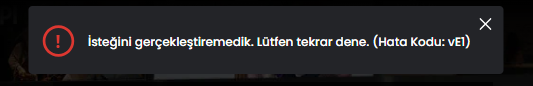 İsteğini gerçekleştiremedik. Lütfen tekrar dene. (Hata Kodu: vE1)